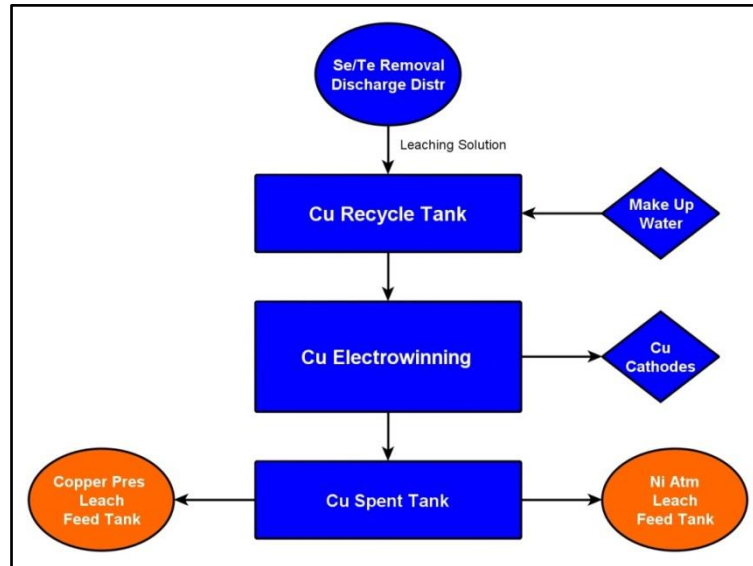 Se/Te Removal
Discharge Distr
Leaching Solution
Cu Recycle Tank
Make Up
Water
Cu Electrowinning
Cu
Cathodes
Copper Pres
Leach
Feed Tank
Cu Spent Tank
Ni Atm
Leach
Feed Tank